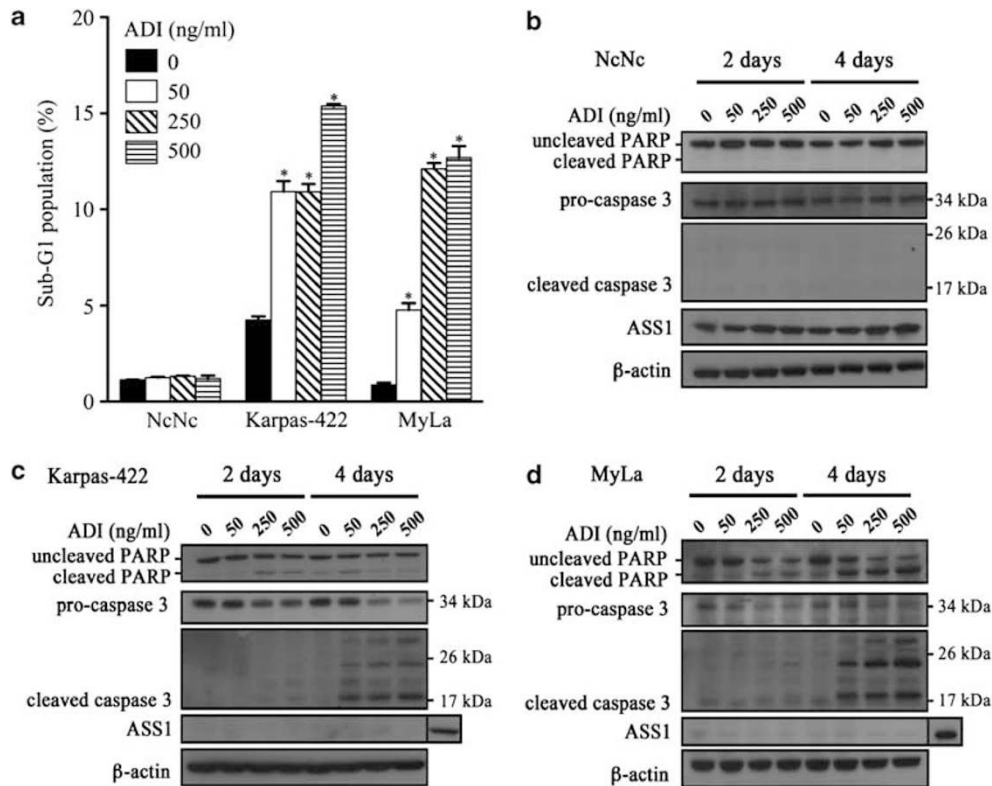 a
ADI (ng/ml)
0
50
250
500
Sub-G1 population (%)
20
15
10
5
0
* * *
* * *
NcNc Karpas-422 MyLa
b
NcNc 2 days 4 days
ADI (ng/ml) 0 50 250 500 0 50 250 500
uncleaved PARP
cleaved PARP
pro-caspase 3 34 kDa
26 kDa
cleaved caspase 3 17 kDa
ASS1
β-actin
c
Karpas-422 2 days 4 days
ADI (ng/ml) 0 50 250 500 0 50 250 500
uncleaved PARP
cleaved PARP
pro-caspase 3 34 kDa
26 kDa
cleaved caspase 3 17 kDa
ASS1
β-actin
d
MyLa 2 days 4 days
ADI (ng/ml) 0 50 250 500 0 50 250 500
uncleaved PARP
cleaved PARP
pro-caspase 3 34 kDa
26 kDa
cleaved caspase 3 17 kDa
ASS1
β-actin